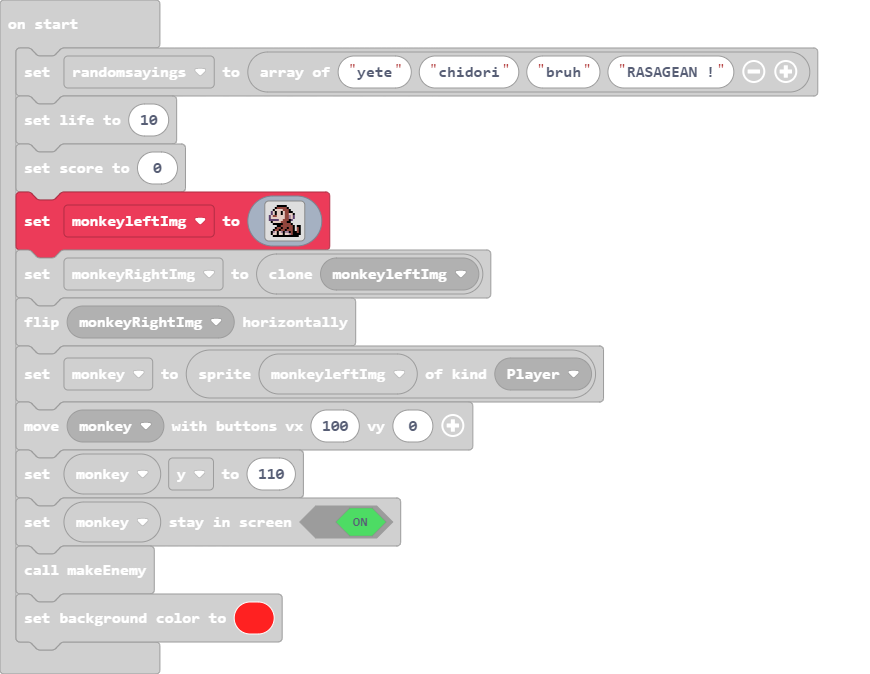 on start
set randomsayings to array of "yete" "chidori" "bruh" "RASAGEAN !"
set life to 10
set score to 0
set monkeyleftImg to
set monkeyRightImg to clone monkeyleftImg
flip monkeyRightImg horizontally
set monkey to sprite monkeyleftImg of kind Player
move monkey with buttons vx 100 vy 0
set monkey y to 110
set monkey stay in screen ON
call makeEnemy
set background color to